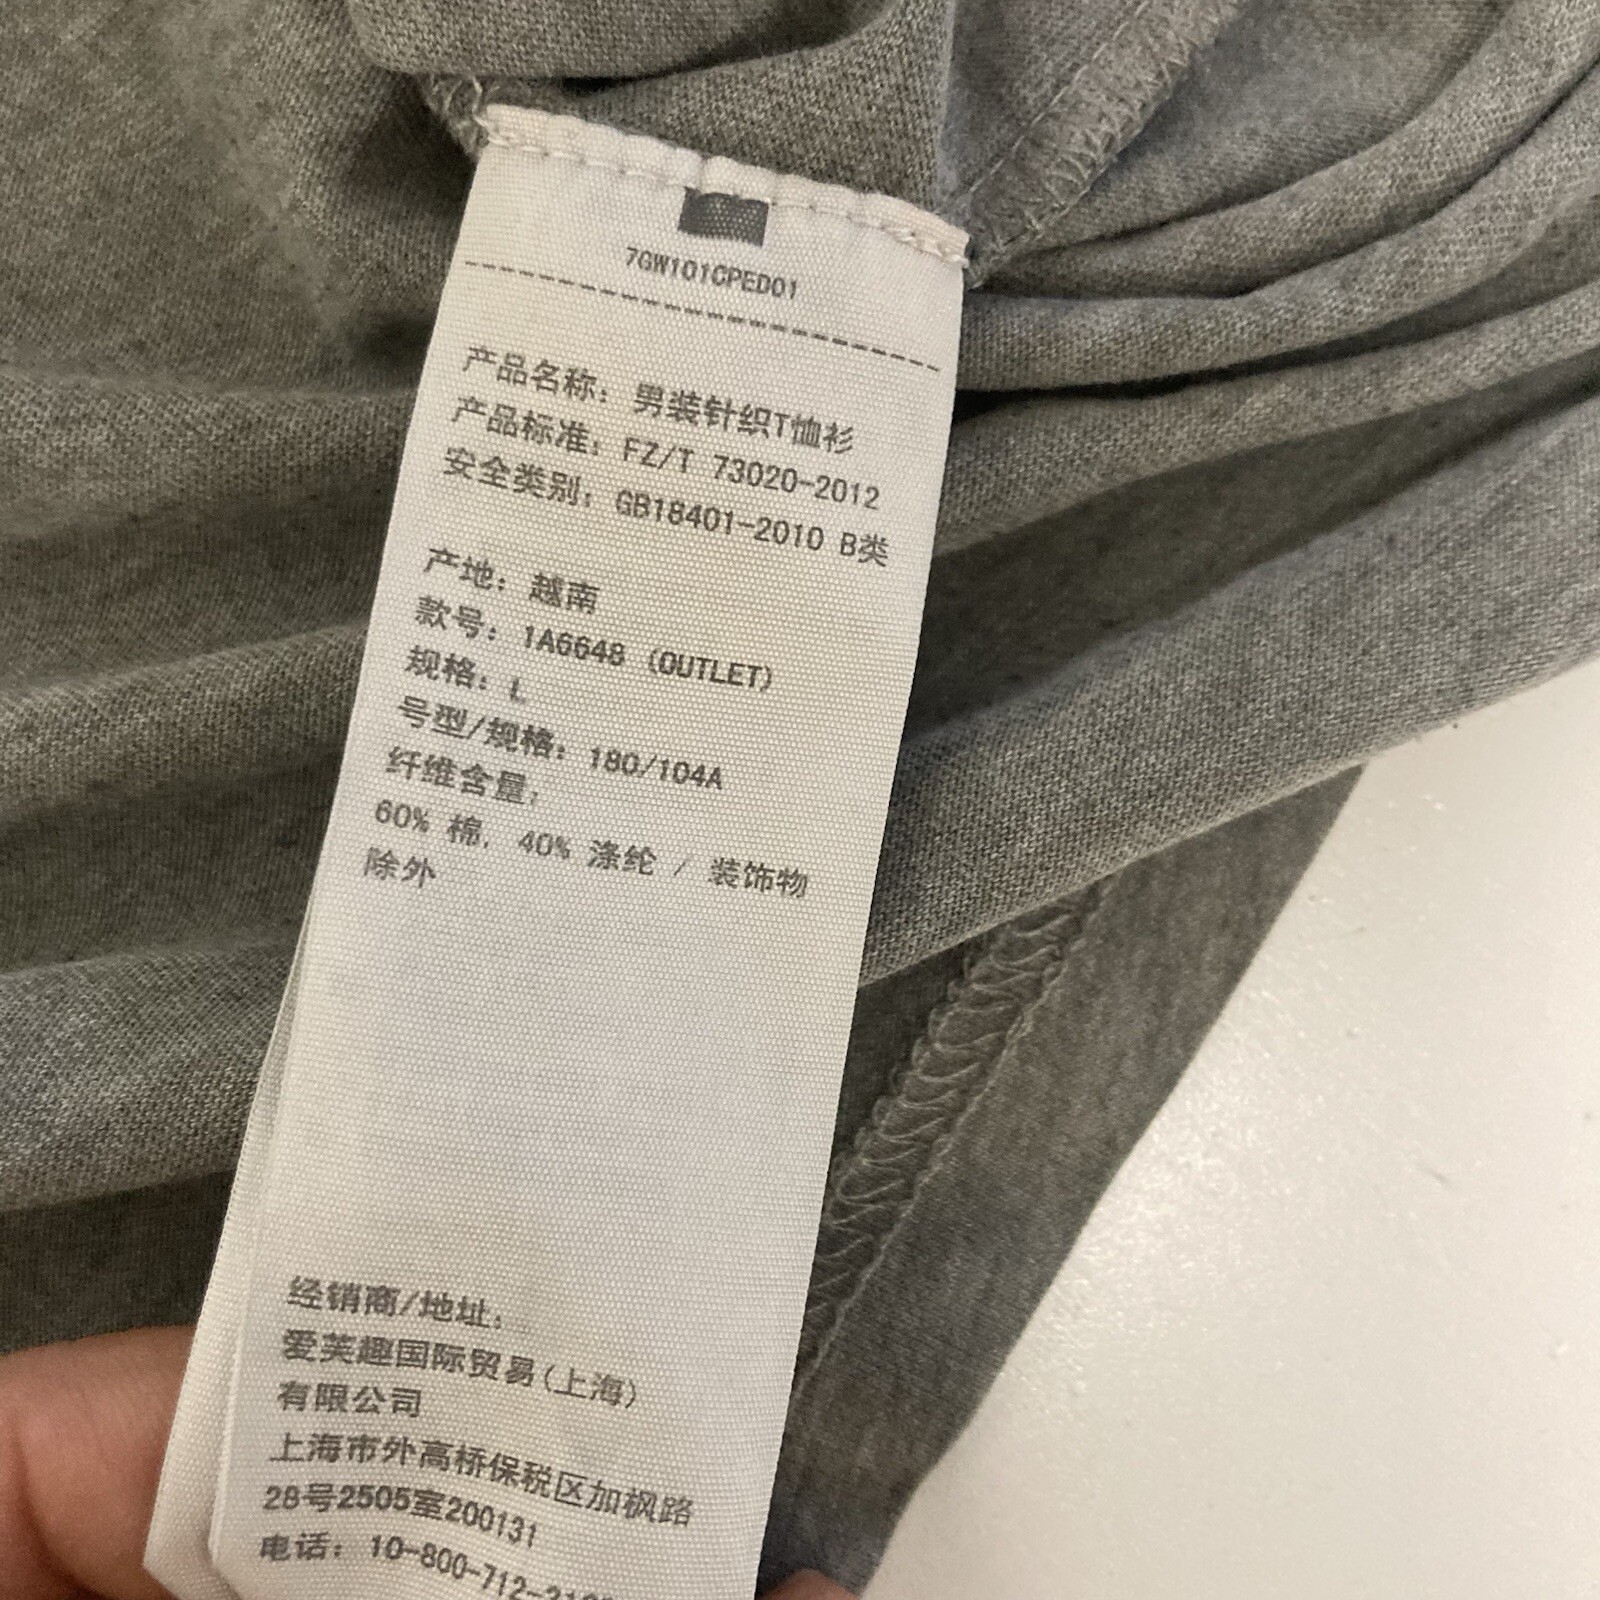 7GW101CPED01
产品名称：男装针织T恤衫
产品标准：FZ/T 73020-2012
安全类别：GB18401-2010 B类
产地：越南
款号：1A6648 (OUTLET)
规格：L
号型/规格：180/104A
纤维含量：
60% 棉, 40% 涤纶 / 装饰物
除外
经销商/地址：
爱芙趣国际贸易(上海)
有限公司
上海市外高桥保税区加枫路
28号2505室200131
电话：10-800-712-